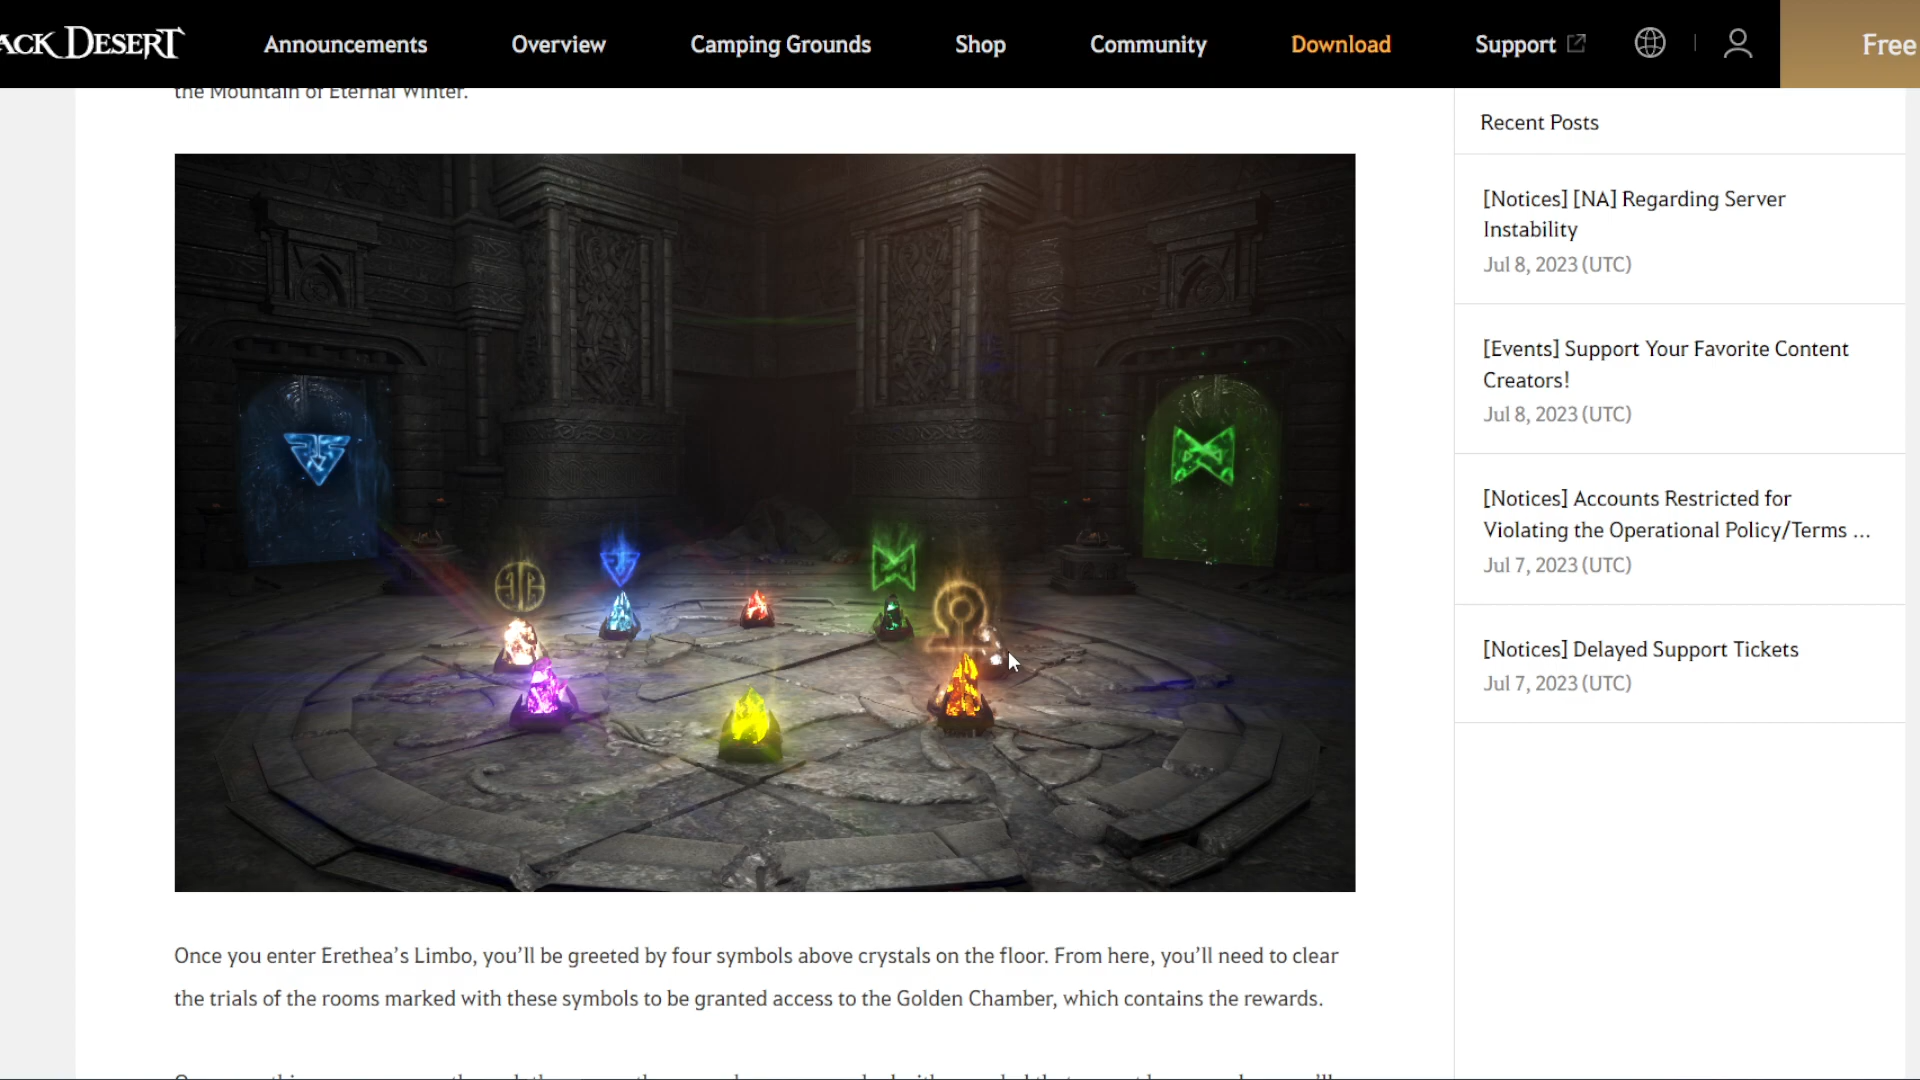 ACK DESERT
Announcements
Overview
Camping Grounds
Shop
Community
Download
Support
Free
the Mountain of Eternal Winter.
Once you enter Erethea’s Limbo, you’ll be greeted by four symbols above crystals on the floor. From here, you’ll need to clear
the trials of the rooms marked with these symbols to be granted access to the Golden Chamber, which contains the rewards.
Recent Posts
[Notices] [NA] Regarding Server
Instability
Jul 8, 2023 (UTC)
[Events] Support Your Favorite Content
Creators!
Jul 8, 2023 (UTC)
[Notices] Accounts Restricted for
Violating the Operational Policy/Terms ...
Jul 7, 2023 (UTC)
[Notices] Delayed Support Tickets
Jul 7, 2023 (UTC)